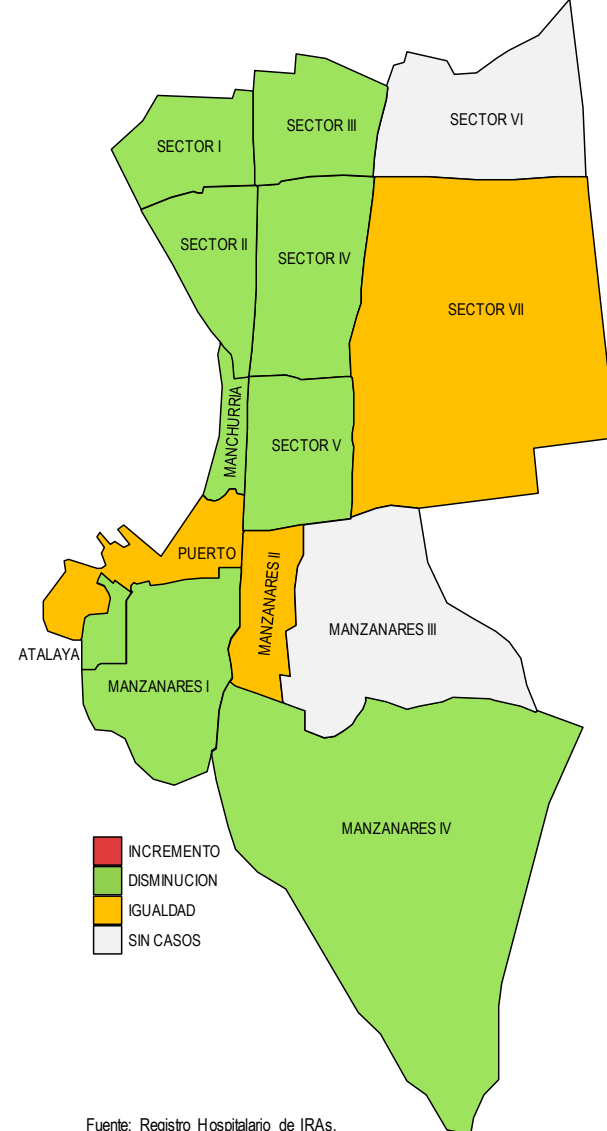 SECTOR VI
SECTOR III
SECTOR I
SECTOR II
SECTOR IV
SECTOR VII
MANCHURRIA
SECTOR V
PUERTO
MANZANARES II
MANZANARES III
ATALAYA
MANZANARES I
MANZANARES IV
INCREMENTO
DISMINUCION
IGUALDAD
SIN CASOS
Fuente: Registro Hospitalario de IRAs.